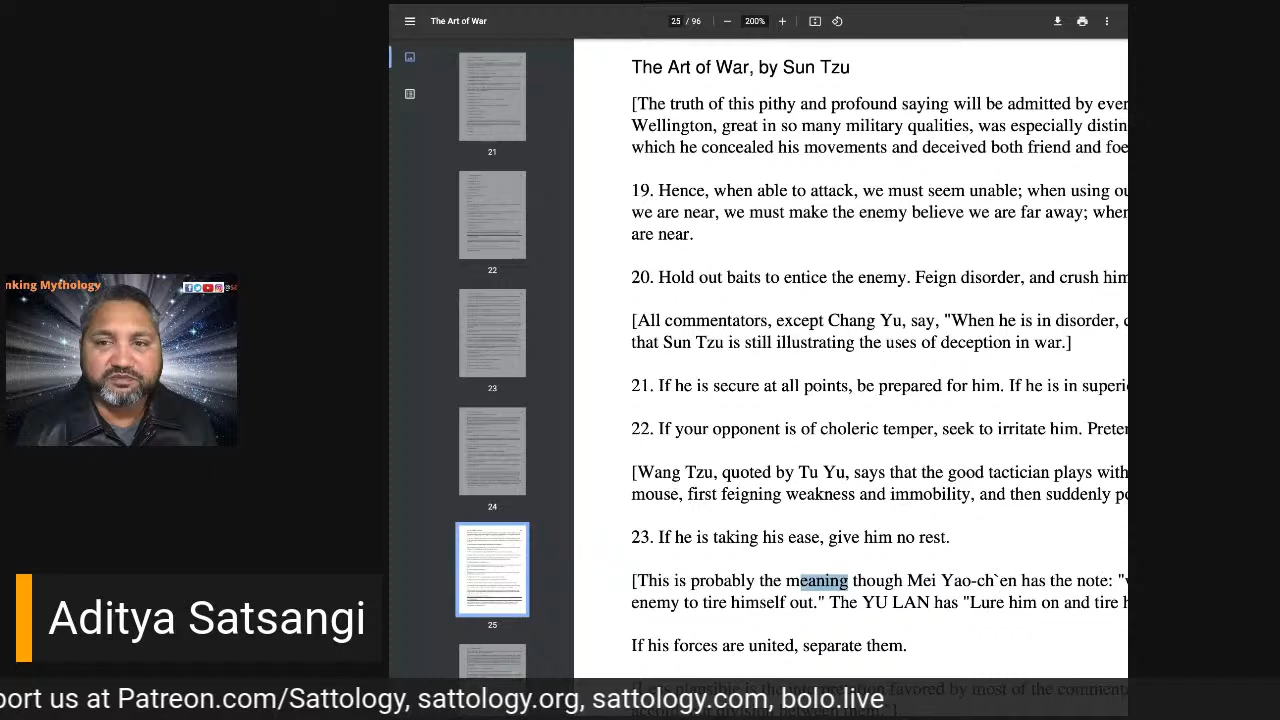 The Art of War
25 / 96
200%
The Art of War, by Sun Tzu
[The truth of this pithy and profound saying will be admitted by ever
Wellington, great in so many military qualities, was especially distin
which he concealed his movements and deceived both friend and foe
19. Hence, when able to attack, we must seem unable; when using ou
we are near, we must make the enemy believe we are far away; when
are near.
20. Hold out baits to entice the enemy. Feign disorder, and crush him
[All commentators, except Chang Yu, say, "When he is in disorder, c
that Sun Tzu is still illustrating the uses of deception in war.]
21. If he is secure at all points, be prepared for him. If he is in superi
22. If your opponent is of choleric temper, seek to irritate him. Preten
[Wang Tzu, quoted by Tu Yu, says that the good tactician plays with
mouse, first feigning weakness and immobility, and then suddenly po
23. If he is taking his ease, give him no rest.
[This is probably the meaning though Mei Yao-ch'en has the note: "w
enemy to tire himself out." The YU LAN has "Lure him on and tire h
If his forces are united, separate them.
[Less plausible is the interpretation favored by most of the commenta
21
22
23
24
25
nking Mythology
Aditya Satsangi
port us at Patreon.com/Sattology, sattology.org, sattology.com, bolo.live